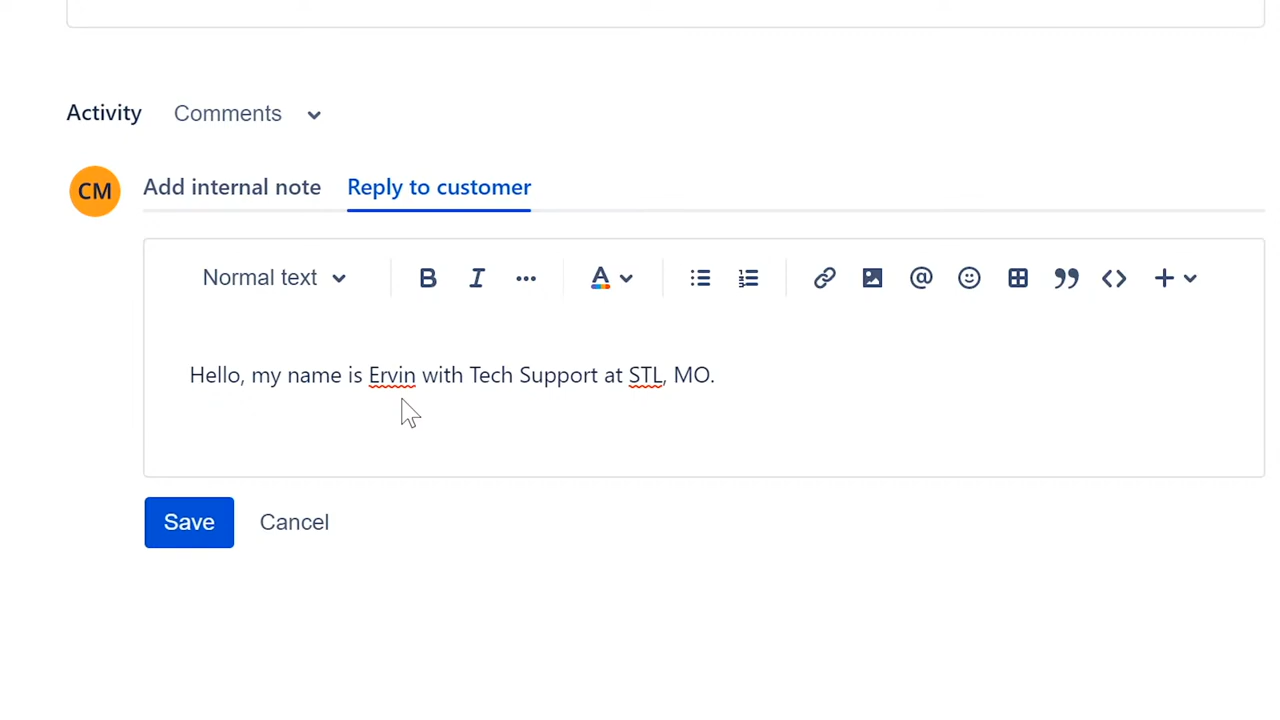 Activity Comments
CM Add internal note Reply to customer
Normal text B I ... A @ + 
Hello, my name is Ervin with Tech Support at STL, MO.
Save Cancel